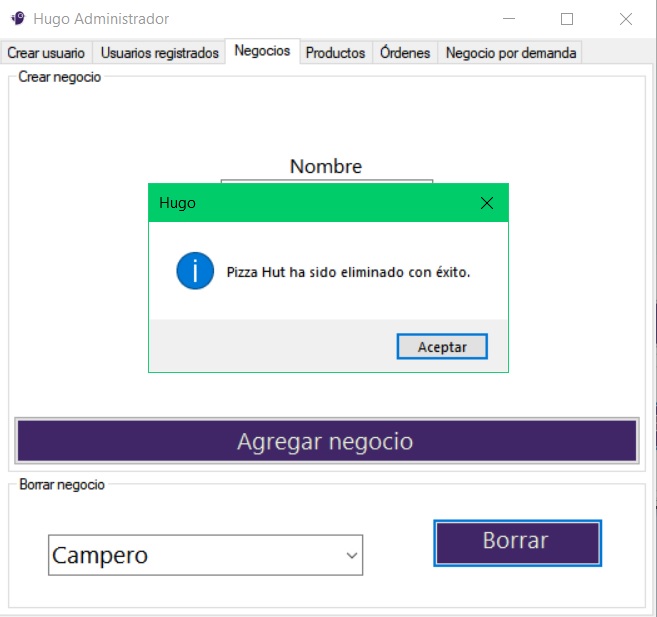 Hugo Administrador
Crear usuario
Usuarios registrados
Negocios
Productos
Órdenes
Negocio por demanda
Crear negocio
Nombre
Hugo
Pizza Hut ha sido eliminado con éxito.
Aceptar
Agregar negocio
Borrar negocio
Campero
Borrar